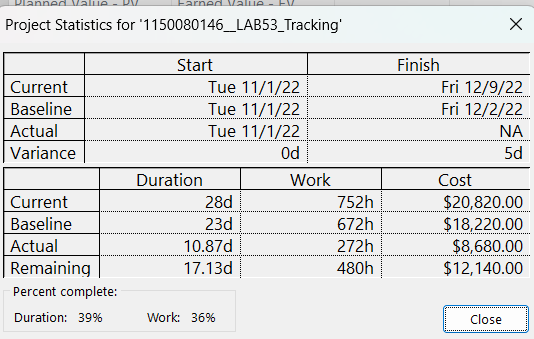 Planned Value - PV Earned Value - EV
Project Statistics for '1150080146__LAB53_Tracking'
Start Finish
Current Tue 11/1/22 Fri 12/9/22
Baseline Tue 11/1/22 Fri 12/2/22
Actual Tue 11/1/22 NA
Variance 0d 5d
Duration Work Cost
Current 28d 752h $20,820.00
Baseline 23d 672h $18,220.00
Actual 10.87d 272h $8,680.00
Remaining 17.13d 480h $12,140.00
Percent complete:
Duration: 39% Work: 36% Close